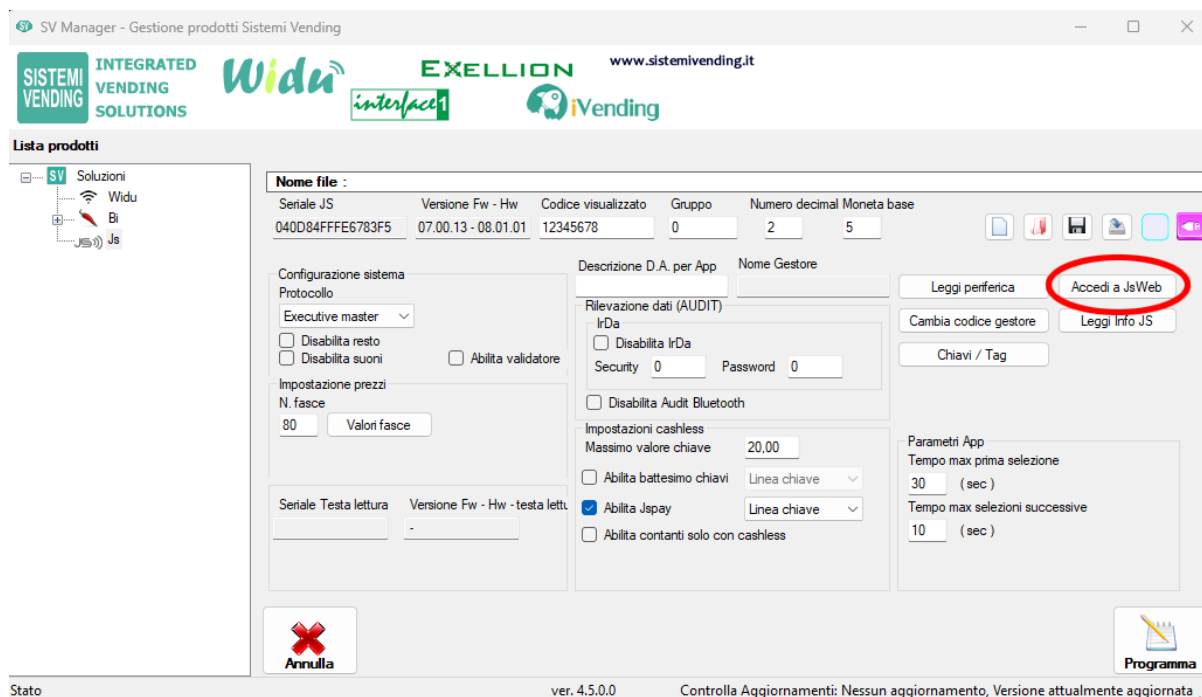 SV Manager - Gestione prodotti Sistemi Vending
SISTEMI VENDING
INTEGRATED VENDING SOLUTIONS
Widu
EXELLION
interface1
iVending
www.sistemivending.it
Lista prodotti
SV Soluzioni
Widu
Bi
JS Js
Nome file :
Seriale JS Versione Fw - Hw Codice visualizzato Gruppo Numero decimal Moneta base
040D84FFFE6783F5 07.00.13 - 08.01.01 12345678 0 2 5
Configurazione sistema
Protocollo
Executive master
Disabilita resto
Disabilita suoni Abilita validatore
Impostazione prezzi
N. fasce
80 Valori fasce
Seriale Testa lettura Versione Fw - Hw - testa lettu
-
Descrizione D.A. per App Nome Gestore
Rilevazione dati (AUDIT)
IrDa
Disabilita IrDa
Security 0 Password 0
Disabilita Audit Bluetooth
Impostazioni cashless
Massimo valore chiave 20,00
Abilita battesimo chiavi Linea chiave
Abilita Jspay Linea chiave
Abilita contanti solo con cashless
Leggi periferica Accedi a JsWeb
Cambia codice gestore Leggi Info JS
Chiavi / Tag
Parametri App
Tempo max prima selezione
30 ( sec )
Tempo max selezioni successive
10 ( sec )
Annulla
Programma
Stato ver. 4.5.0.0 Controlla Aggiornamenti: Nessun aggiornamento, Versione attualmente aggiornata